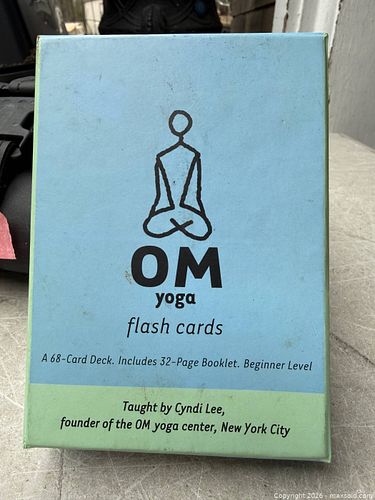 OM
yoga
flash cards
A 68-Card Deck. Includes 32-Page Booklet. Beginner Level
Taught by Cyndi Lee,
founder of the OM yoga center, New York City
Copyright 2026 - maxsold.com